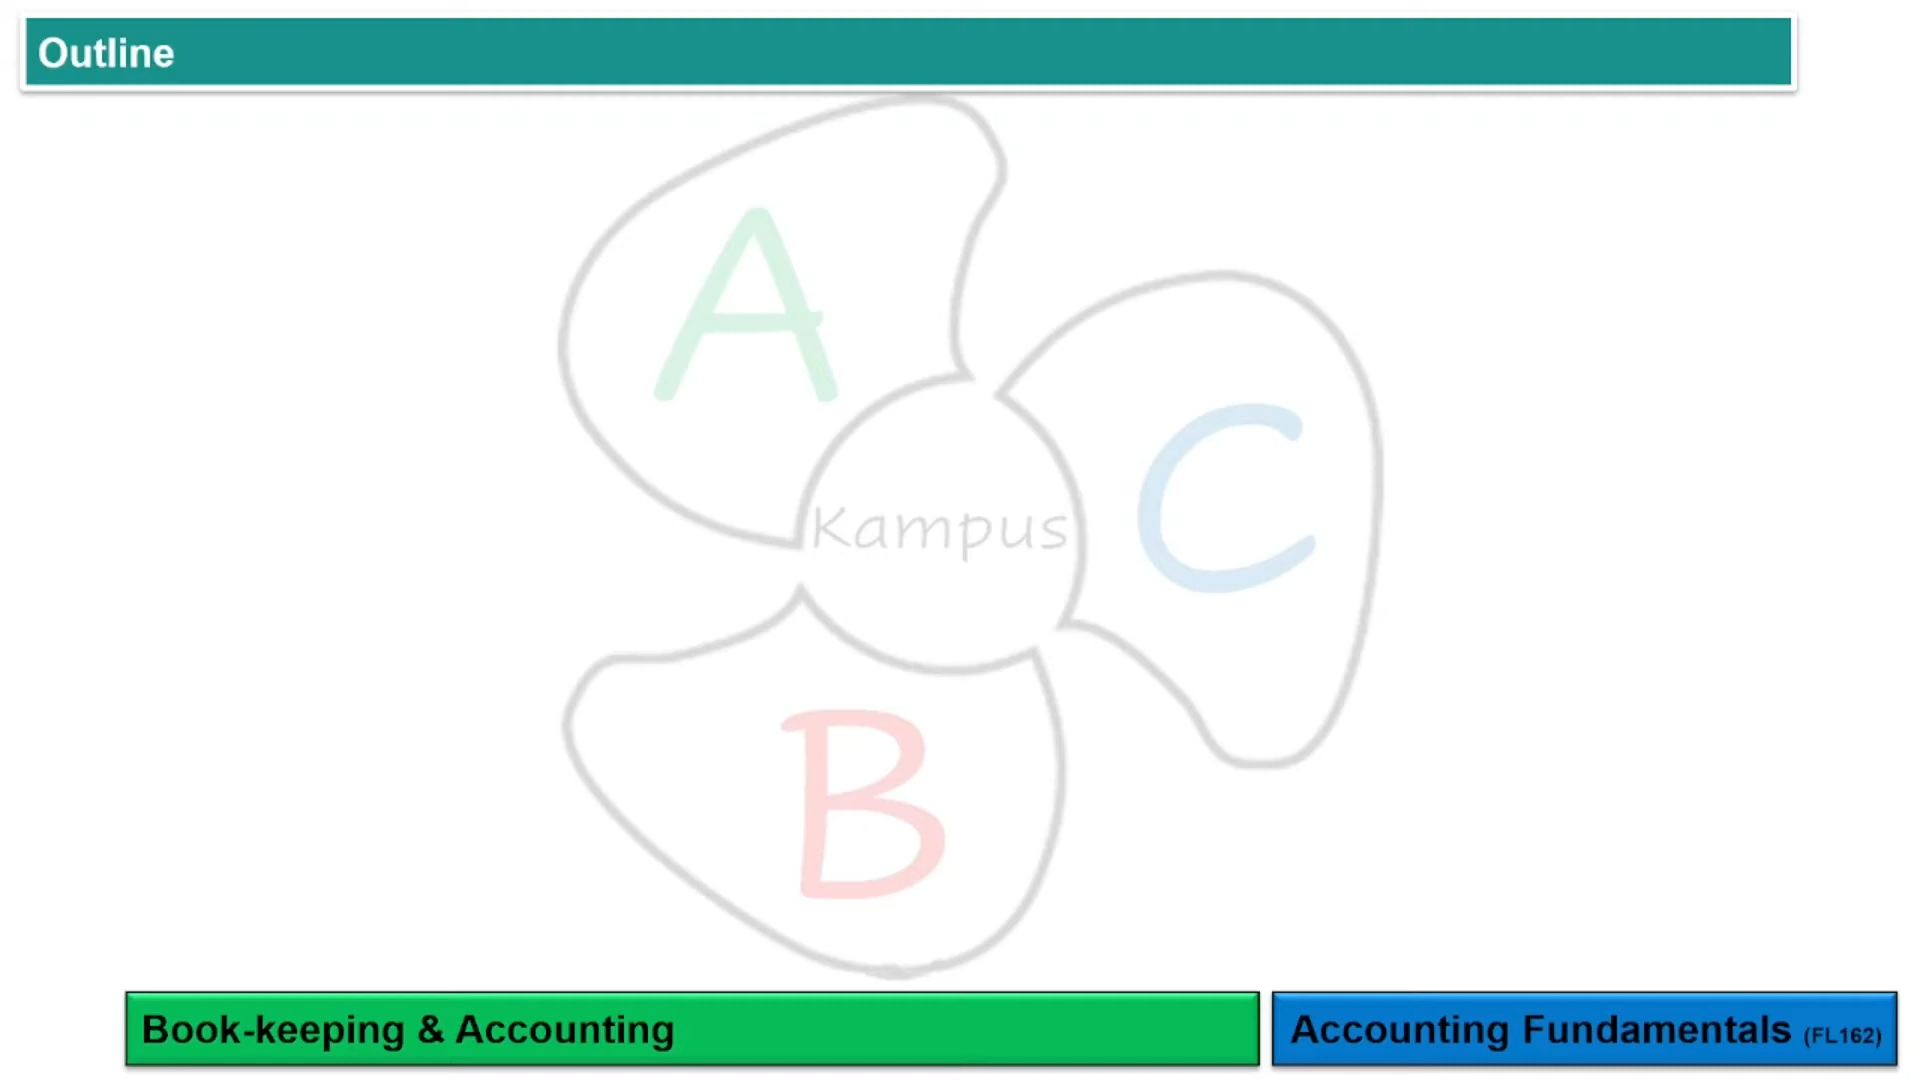 Outline
A
C
Kampus
B
Book-keeping & Accounting
Accounting Fundamentals (FL162)